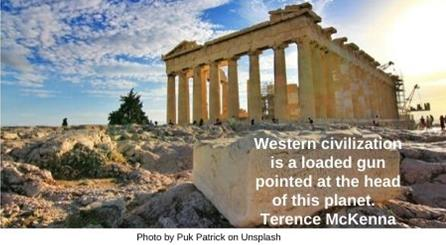 Western civilization
is a loaded gun
pointed at the head
of this planet.
Terence McKenna
Photo by Puk Patrick on Unsplash